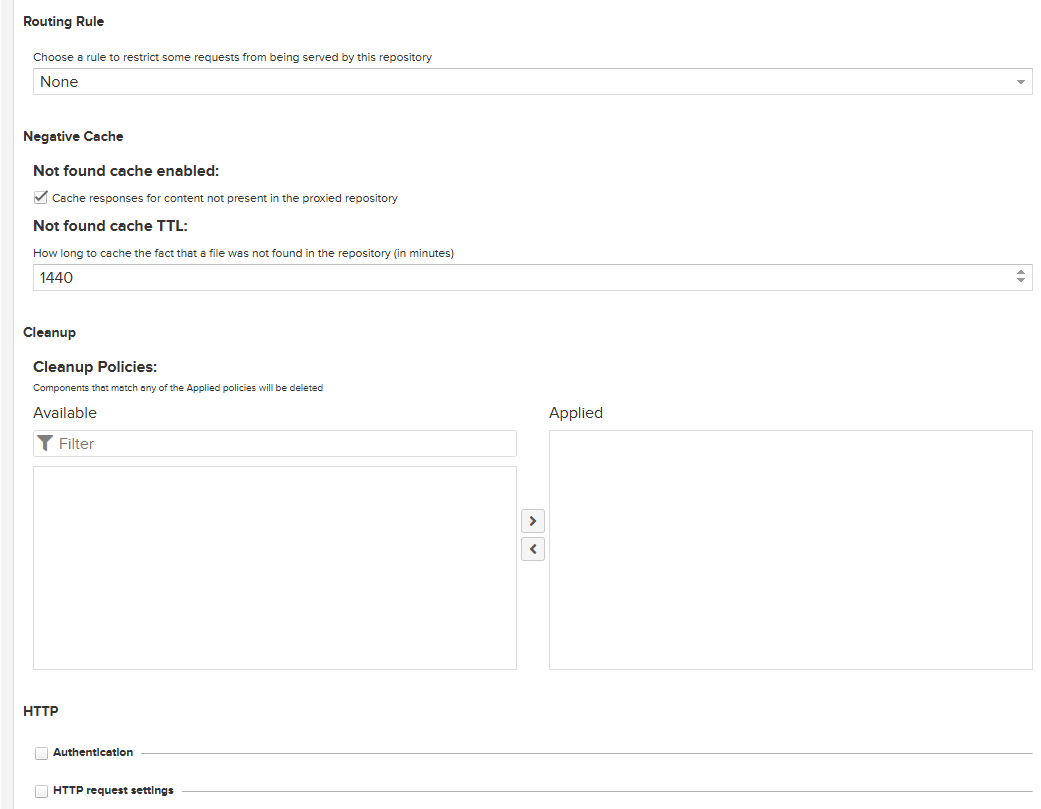 Routing Rule
Choose a rule to restrict some requests from being served by this repository
None
Negative Cache
Not found cache enabled:
Cache responses for content not present in the proxied repository
Not found cache TTL:
How long to cache the fact that a file was not found in the repository (in minutes)
1440
Cleanup
Cleanup Policies:
Components that match any of the Applied policies will be deleted
Available
Applied
Filter
HTTP
Authentication
HTTP request settings